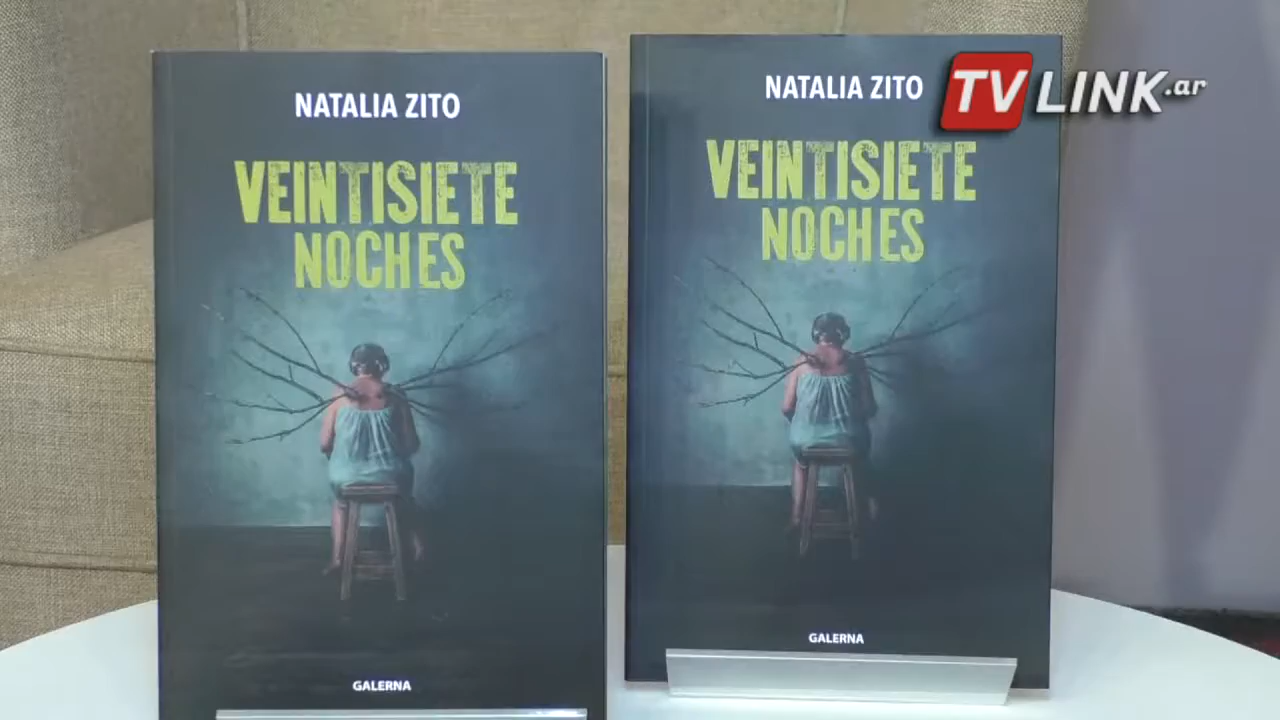 NATALIA ZITO
VEINTISIETE
NOCHES
GALERNA
NATALIA ZITO
VEINTISIETE
NOCHES
GALERNA
TV LINK.ar